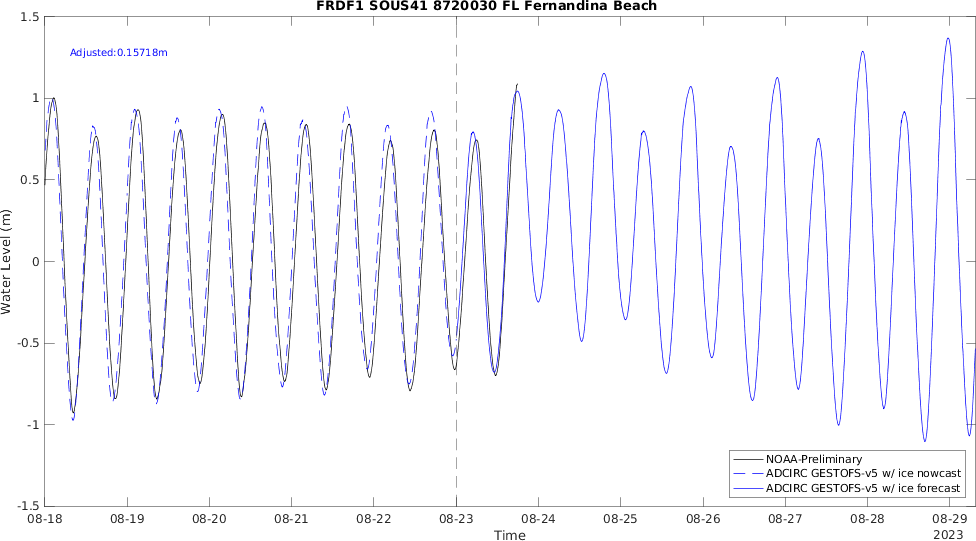 FRDF1 SOUS41 8720030 FL Fernandina Beach
1.5
Adjusted:0.15718m
1
0.5
0
-0.5
-1
-1.5
Water Level (m)
NOAA-Preliminary
ADCIRC GESTOFS-v5 w/ ice nowcast
ADCIRC GESTOFS-v5 w/ ice forecast
08-18 08-19 08-20 08-21 08-22 08-23 08-24 08-25 08-26 08-27 08-28 08-29
Time
2023